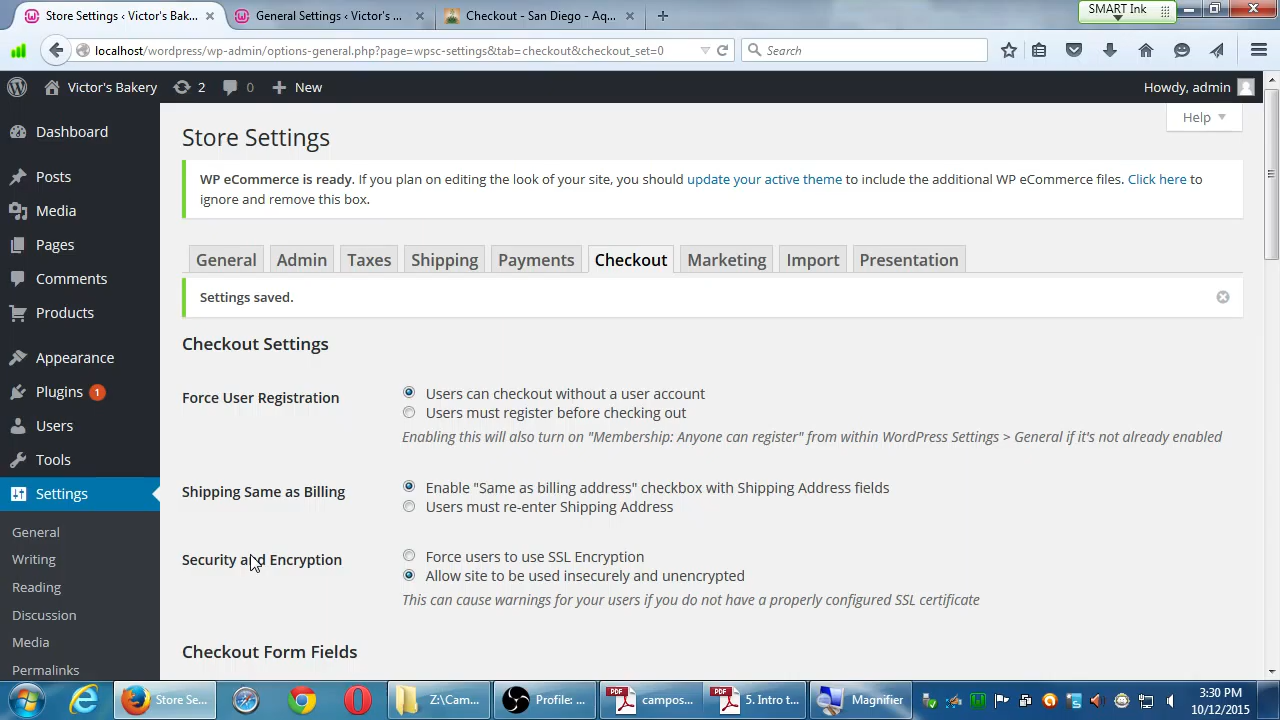 Store Settings ‹ Victor's Bak...
General Settings ‹ Victor's ...
Checkout - San Diego - Aq...
SMART Ink
localhost/wordpress/wp-admin/options-general.php?page=wpsc-settings&tab=checkout&checkout_set=0
Search
Victor's Bakery
2
0
New
Howdy, admin
Dashboard
Posts
Media
Pages
Comments
Products
Appearance
Plugins 1
Users
Tools
Settings
General
Writing
Reading
Discussion
Media
Permalinks
Help
Store Settings
WP eCommerce is ready. If you plan on editing the look of your site, you should update your active theme to include the additional WP eCommerce files. Click here to
ignore and remove this box.
General
Admin
Taxes
Shipping
Payments
Checkout
Marketing
Import
Presentation
Settings saved.
Checkout Settings
Force User Registration
Users can checkout without a user account
Users must register before checking out
Enabling this will also turn on "Membership: Anyone can register" from within WordPress Settings > General if it's not already enabled
Shipping Same as Billing
Enable "Same as billing address" checkbox with Shipping Address fields
Users must re-enter Shipping Address
Security and Encryption
Force users to use SSL Encryption
Allow site to be used insecurely and unencrypted
This can cause warnings for your users if you do not have a properly configured SSL certificate
Checkout Form Fields
Store Se...
Z:\Cam...
Profile: ...
PDF
campos...
PDF
5. Intro t...
Magnifier
3:30 PM
10/12/2015